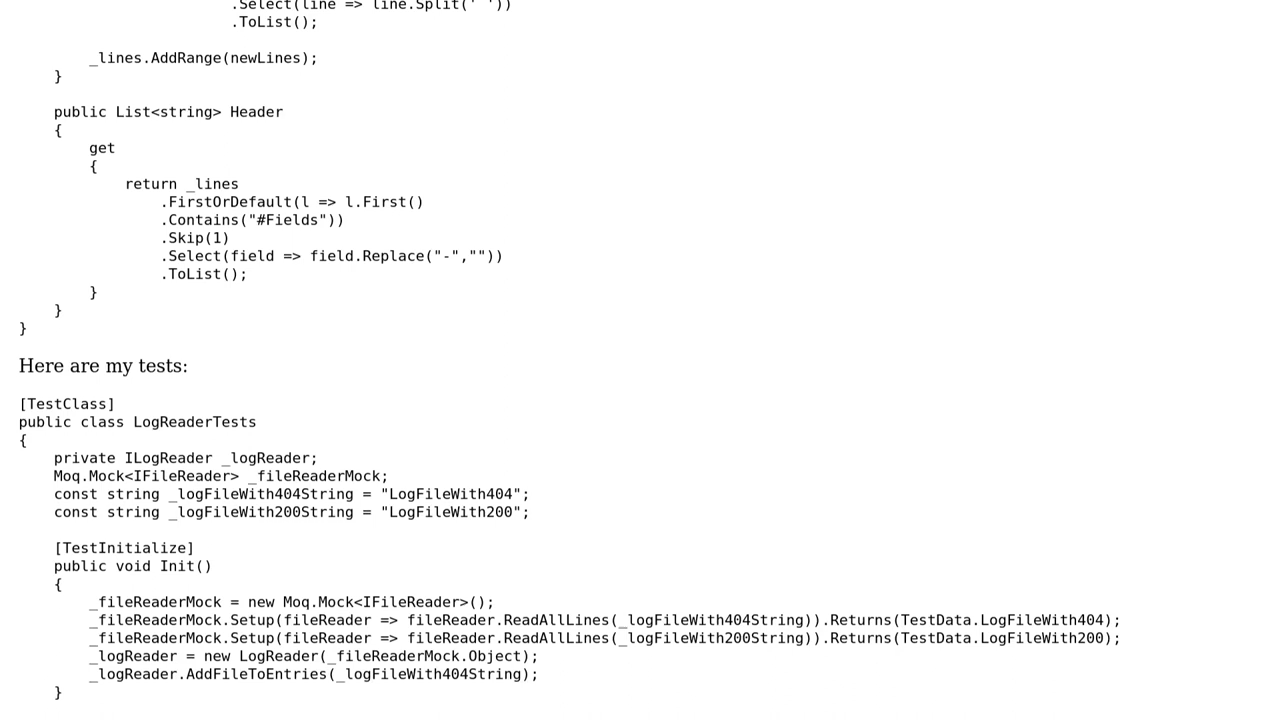 .Select(line => line.Split(' '))
.ToList();
_lines.AddRange(newLines);
}
public List<string> Header
{
get
{
return _lines
.FirstOrDefault(l => l.First()
.Contains("#Fields"))
.Skip(1)
.Select(field => field.Replace("-",""))
.ToList();
}
}
}
Here are my tests:
[TestClass]
public class LogReaderTests
{
private ILogReader _logReader;
Moq.Mock<IFileReader> _fileReaderMock;
const string _logFileWith404String = "LogFileWith404";
const string _logFileWith200String = "LogFileWith200";
[TestInitialize]
public void Init()
{
_fileReaderMock = new Moq.Mock<IFileReader>();
_fileReaderMock.Setup(fileReader => fileReader.ReadAllLines(_logFileWith404String)).Returns(TestData.LogFileWith404);
_fileReaderMock.Setup(fileReader => fileReader.ReadAllLines(_logFileWith200String)).Returns(TestData.LogFileWith200);
_logReader = new LogReader(_fileReaderMock.Object);
_logReader.AddFileToEntries(_logFileWith404String);
}